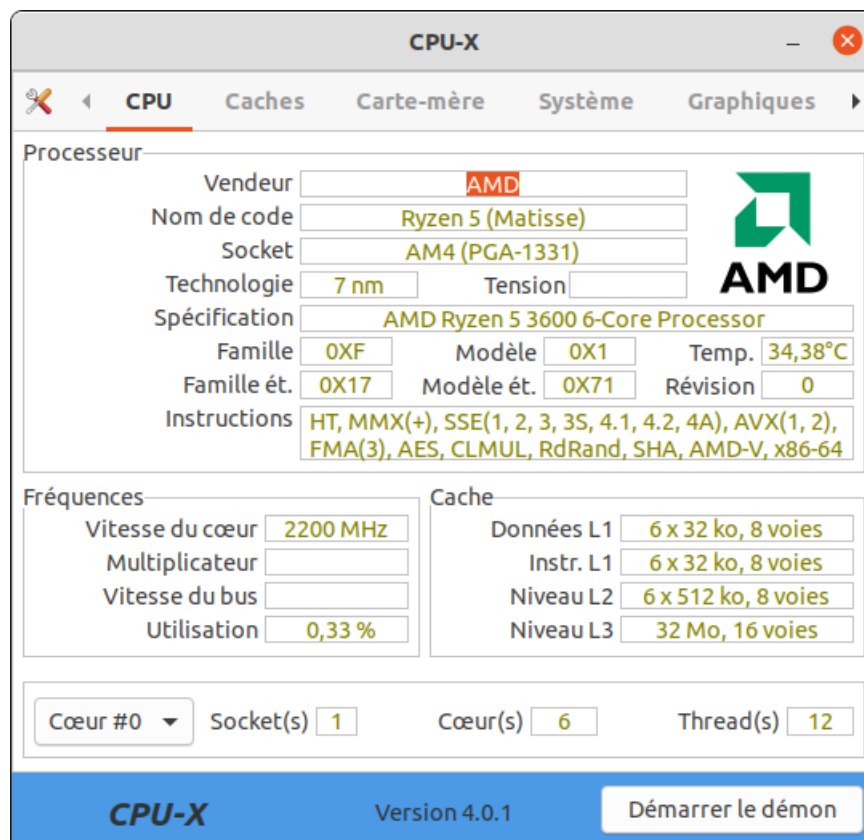 CPU-X
CPU Caches Carte-mère Système Graphiques
Processeur
Vendeur AMD
Nom de code Ryzen 5 (Matisse)
Socket AM4 (PGA-1331)
AMD
Technologie 7 nm Tension
Spécification AMD Ryzen 5 3600 6-Core Processor
Famille 0XF Modèle 0X1 Temp. 34,38°C
Famille ét. 0X17 Modèle ét. 0X71 Révision 0
Instructions HT, MMX(+), SSE(1, 2, 3, 3S, 4.1, 4.2, 4A), AVX(1, 2),
FMA(3), AES, CLMUL, RdRand, SHA, AMD-V, x86-64
Fréquences
Vitesse du cœur 2200 MHz
Multiplicateur
Vitesse du bus
Utilisation 0,33 %
Cache
Données L1 6 x 32 ko, 8 voies
Instr. L1 6 x 32 ko, 8 voies
Niveau L2 6 x 512 ko, 8 voies
Niveau L3 32 Mo, 16 voies
Cœur #0 Socket(s) 1 Cœur(s) 6 Thread(s) 12
CPU-X Version 4.0.1 Démarrer le démon